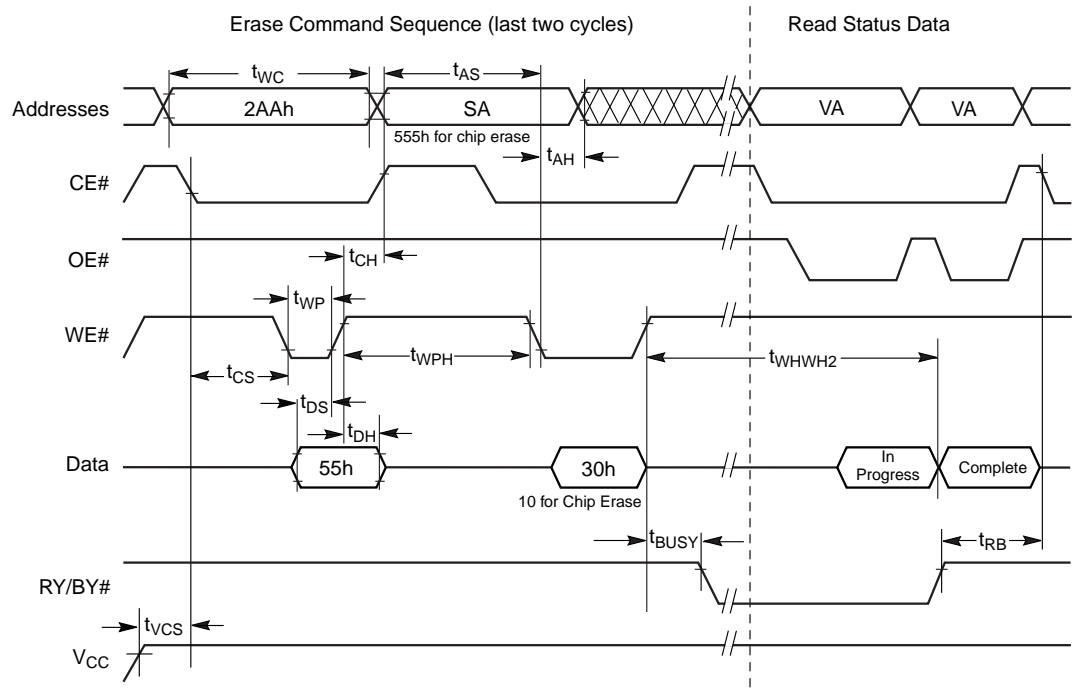 Erase Command Sequence (last two cycles)
Read Status Data
tWC
tAS
Addresses
2AAh
SA
VA
VA
555h for chip erase
tAH
CE#
OE#
tCH
tWP
WE#
tWPH
tWHWH2
tCS
tDS
tDH
Data
55h
30h
In
Progress
Complete
10 for Chip Erase
tBUSY
tRB
RY/BY#
tVCS
VCC